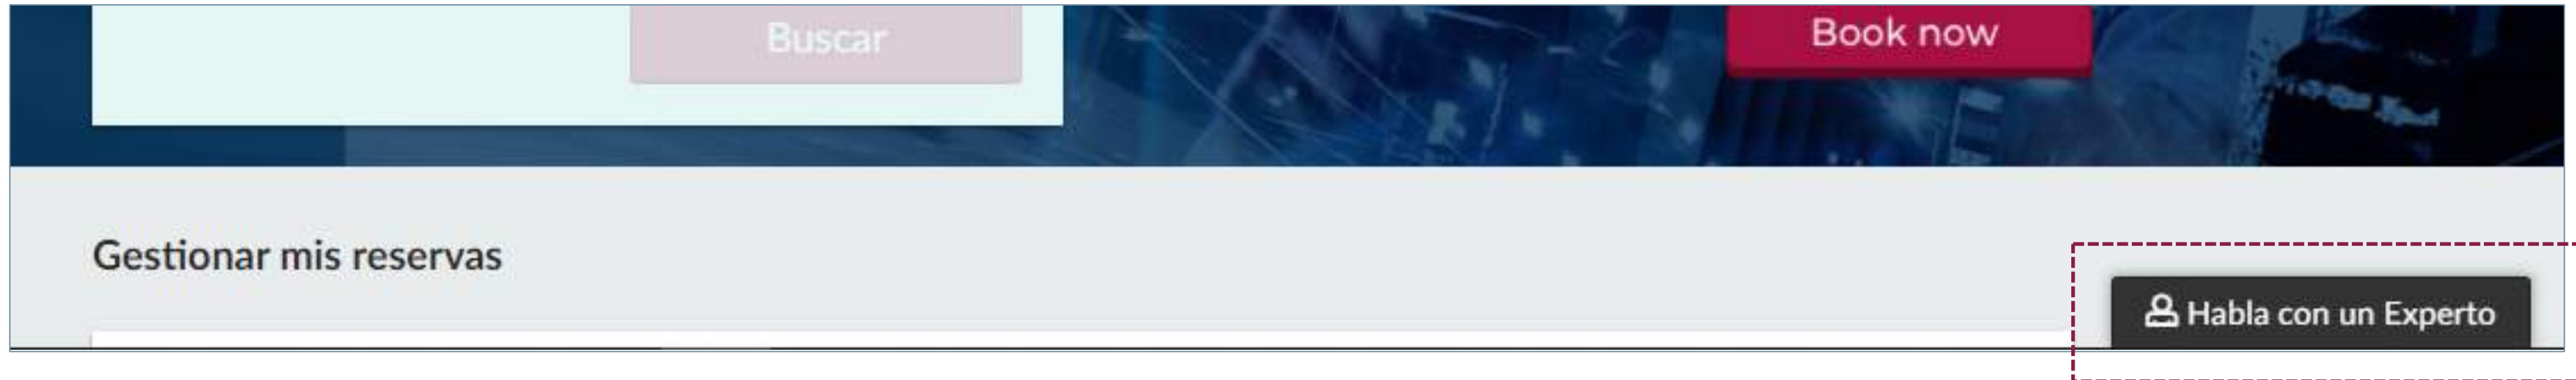 Buscar
Book now
Gestionar mis reservas
Habla con un Experto